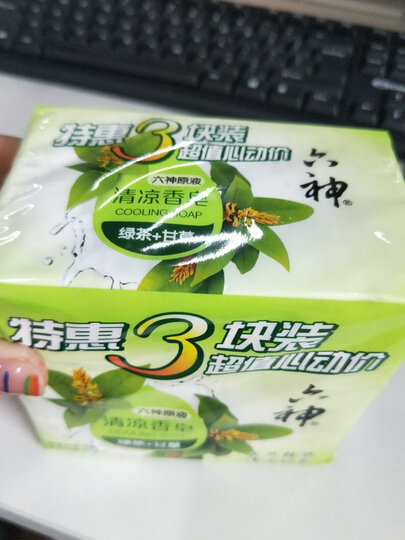 特惠3块装
超值心动价
六神®
六神原液
清凉香皂
COOLING SOAP
绿茶+甘草
特惠3块装
超值心动价
六神®
六神原液
清凉香皂
COOLING
绿茶+甘草